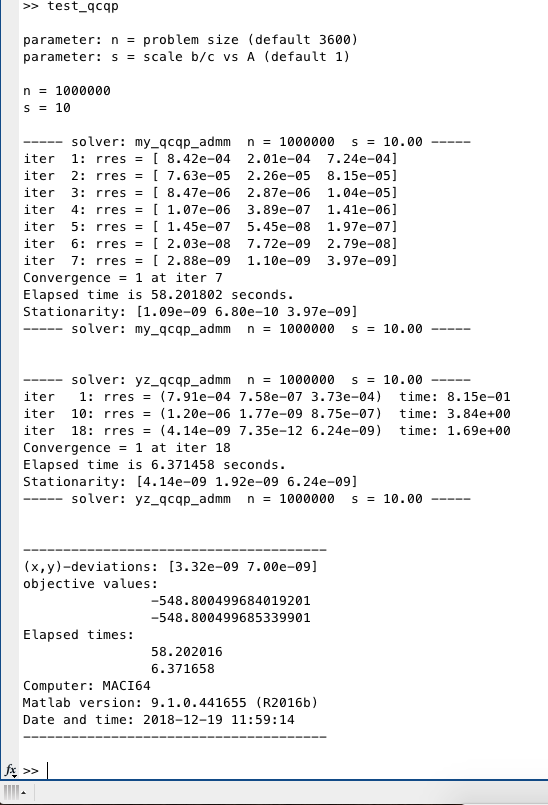 >> test_qcqp
parameter: n = problem size (default 3600)
parameter: s = scale b/c vs A (default 1)
n = 1000000
s = 10
----- solver: my_qcqp_admm  n = 1000000  s = 10.00 -----
iter  1: rres = [ 8.42e-04  2.01e-04  7.24e-04]
iter  2: rres = [ 7.63e-05  2.26e-05  8.15e-05]
iter  3: rres = [ 8.47e-06  2.87e-06  1.04e-05]
iter  4: rres = [ 1.07e-06  3.89e-07  1.41e-06]
iter  5: rres = [ 1.45e-07  5.45e-08  1.97e-07]
iter  6: rres = [ 2.03e-08  7.72e-09  2.79e-08]
iter  7: rres = [ 2.88e-09  1.10e-09  3.97e-09]
Convergence = 1 at iter 7
Elapsed time is 58.201802 seconds.
Stationarity: [1.09e-09 6.80e-10 3.97e-09]
----- solver: my_qcqp_admm  n = 1000000  s = 10.00 -----
----- solver: yz_qcqp_admm  n = 1000000  s = 10.00 -----
iter   1: rres = (7.91e-04 7.58e-07 3.73e-04)  time: 8.15e-01
iter  10: rres = (1.20e-06 1.77e-09 8.75e-07)  time: 3.84e+00
iter  18: rres = (4.14e-09 7.35e-12 6.24e-09)  time: 1.69e+00
Convergence = 1 at iter 18
Elapsed time is 6.371458 seconds.
Stationarity: [4.14e-09 1.92e-09 6.24e-09]
----- solver: yz_qcqp_admm  n = 1000000  s = 10.00 -----
--------------------------------------
(x,y)-deviations: [3.32e-09 7.00e-09]
objective values:
-548.800499684019201
-548.800499685339901
Elapsed times:
58.202016
6.371658
Computer: MACI64
Matlab version: 9.1.0.441655 (R2016b)
Date and time: 2018-12-19 11:59:14
--------------------------------------
fx >>